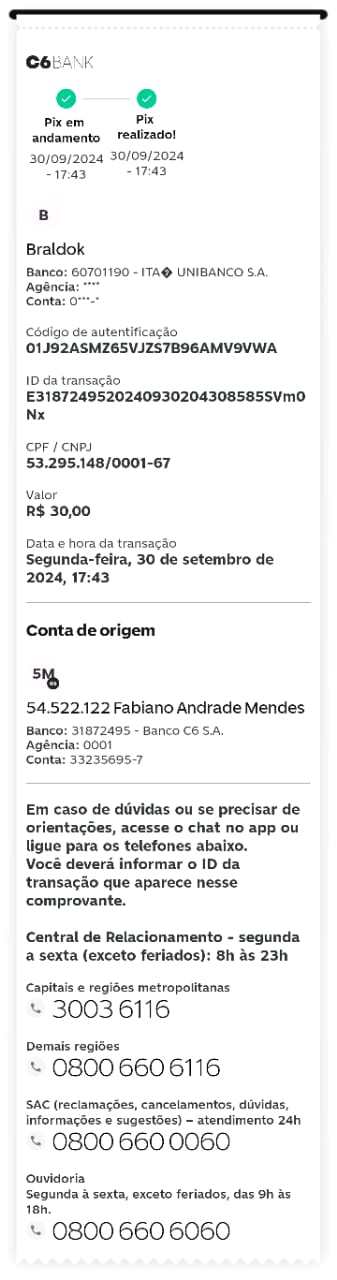 C6BANK
Pix em
andamento
30/09/2024
- 17:43
Pix
realizado!
30/09/2024
- 17:43
B
Braldok
Banco: 60701190 - ITA� UNIBANCO S.A.
Agência: ****
Conta: 0***-*
Código de autentificação
01J92ASMZ65VJZS7B96AMV9VWA
ID da transação
E31872495202409302043085855SVm0
Nx
CPF / CNPJ
53.295.148/0001-67
Valor
R$ 30,00
Data e hora da transação
Segunda-feira, 30 de setembro de
2024, 17:43
Conta de origem
5M
54.522.122 Fabiano Andrade Mendes
Banco: 31872495 - Banco C6 S.A.
Agência: 0001
Conta: 33235695-7
Em caso de dúvidas ou se precisar de
orientações, acesse o chat no app ou
ligue para os telefones abaixo.
Você deverá informar o ID da
transação que aparece nesse
comprovante.
Central de Relacionamento - segunda
a sexta (exceto feriados): 8h às 23h
Capitais e regiões metropolitanas
3003 6116
Demais regiões
0800 660 6116
SAC (reclamações, cancelamentos, dúvidas,
informações e sugestões) – atendimento 24h
0800 660 0060
Ouvidoria
Segunda à sexta, exceto feriados, das 9h às
18h.
0800 660 6060